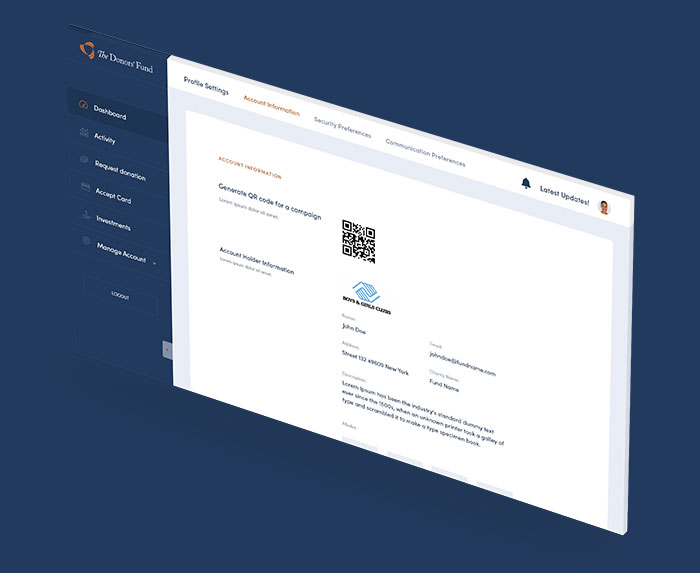 The Donors' Fund
Dashboard
Activity
Request donation
Accept Card
Investments
Manage Account
LOGOUT
Profile Settings
Account Information
Security Preferences
Communication Preferences
Latest Updates!
ACCOUNT INFORMATION
Generate QR code for a campaign
Lorem ipsum dolor sit amet.
Account Holder Information
Lorem ipsum dolor sit amet.
BOYS & GIRLS CLUBS
Name:
John Doe
Email:
johndoe@fundname.com
Address:
Street 132 49605 New York
Charity Name:
Fund Name
Description:
Lorem Ipsum has been the industry's standard dummy text
ever since the 1500s, when an unknown printer took a galley of
type and scrambled it to make a type specimen book.
Media: